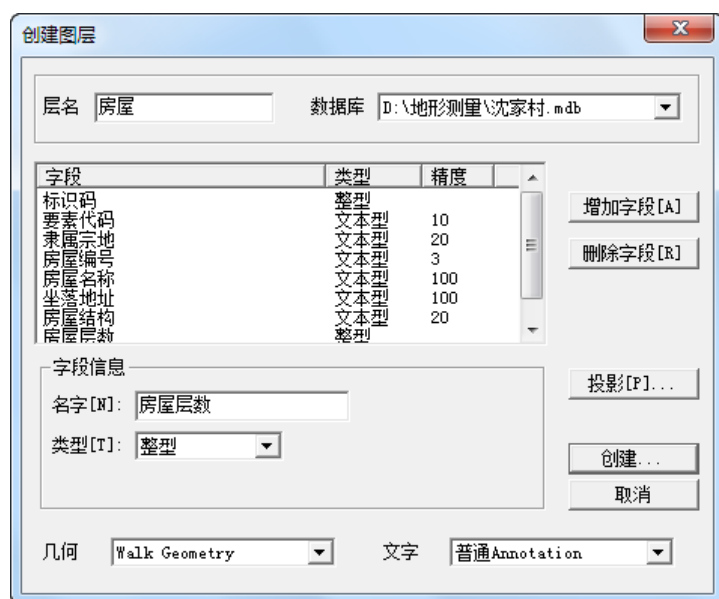 创建图层
层名 房屋 数据库 D:\地形测量\沈家村.mdb
字段 类型 精度
标识码 整型
要素代码 文本型 10
隶属宗地 文本型 20
房屋编号 文本型 3
房屋名称 文本型 100
坐落地址 文本型 100
房屋结构 文本型 20
房屋层数 整型
增加字段[A]
删除字段[R]
字段信息
名字[N]: 房屋层数
类型[T]: 整型
投影[P]...
创建...
取消
几何 Walk Geometry 文字 普通Annotation